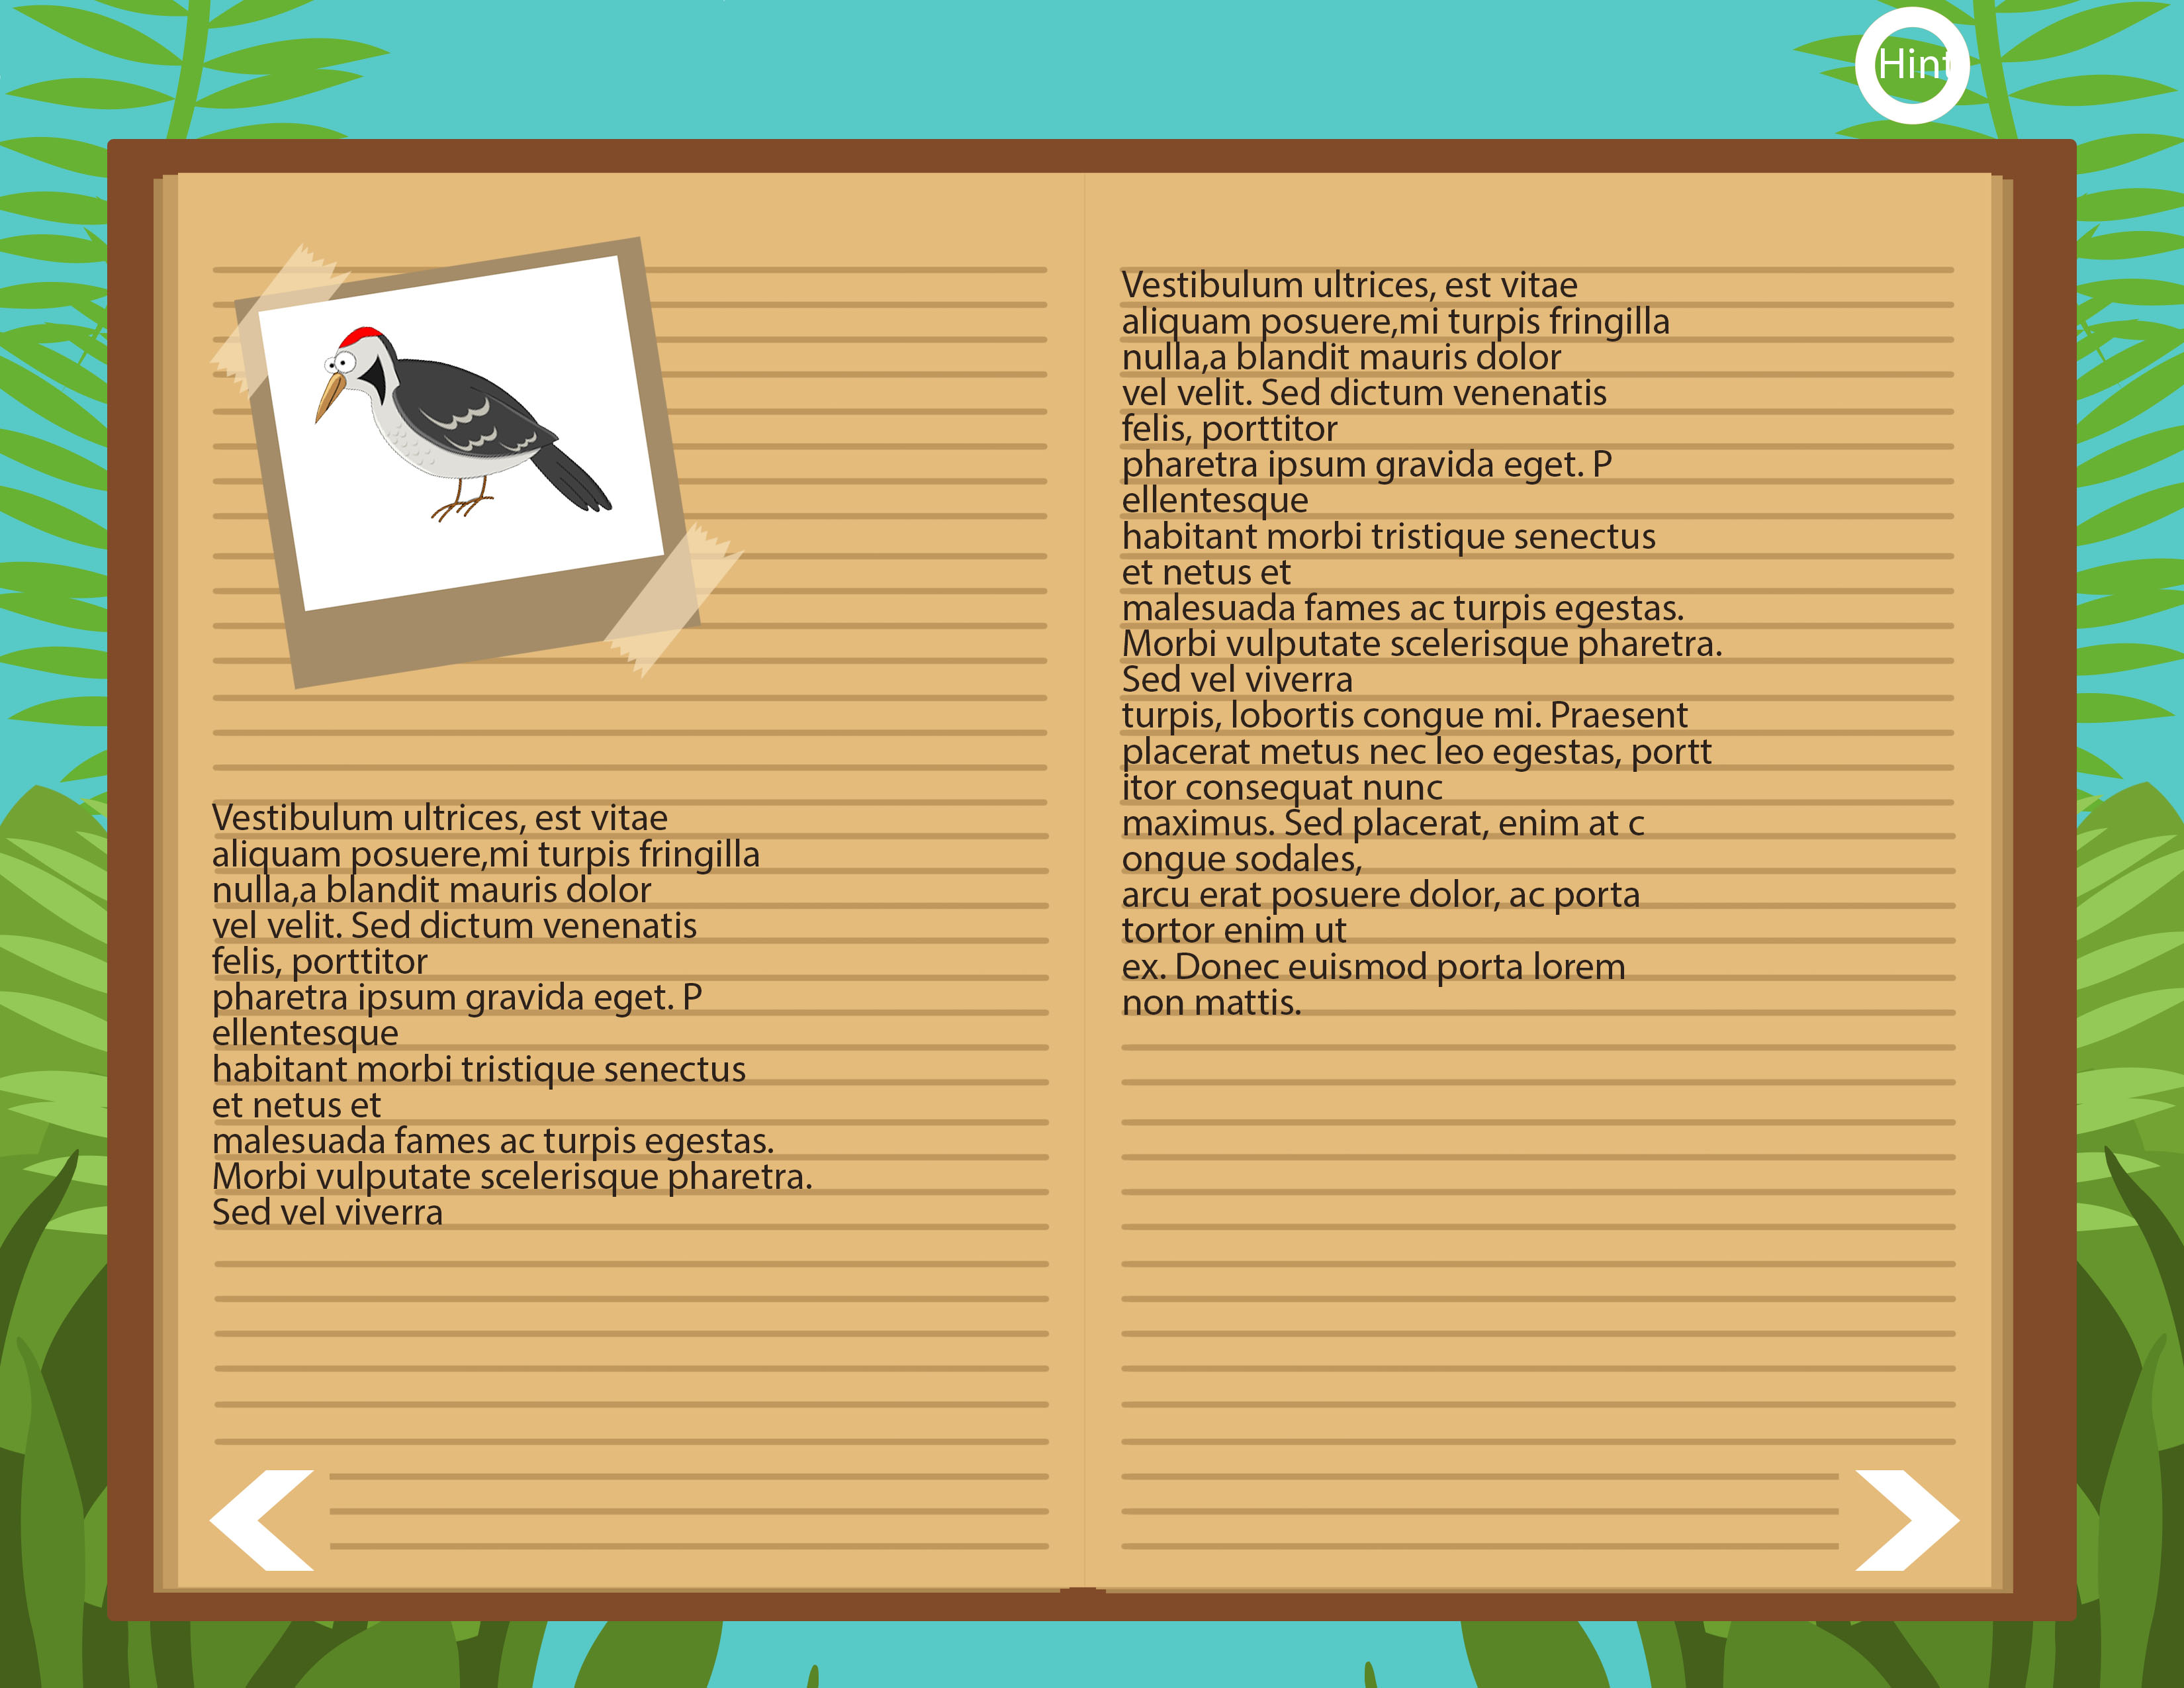 Hint
Vestibulum ultrices, est vitae
aliquam posuere,mi turpis fringilla
nulla,a blandit mauris dolor
vel velit. Sed dictum venenatis
felis, porttitor
pharetra ipsum gravida eget. P
ellentesque
habitant morbi tristique senectus
et netus et
malesuada fames ac turpis egestas.
Morbi vulputate scelerisque pharetra.
Sed vel viverra
Vestibulum ultrices, est vitae
aliquam posuere,mi turpis fringilla
nulla,a blandit mauris dolor
vel velit. Sed dictum venenatis
felis, porttitor
pharetra ipsum gravida eget. P
ellentesque
habitant morbi tristique senectus
et netus et
malesuada fames ac turpis egestas.
Morbi vulputate scelerisque pharetra.
Sed vel viverra
turpis, lobortis congue mi. Praesent
placerat metus nec leo egestas, portt
itor consequat nunc
maximus. Sed placerat, enim at c
ongue sodales,
arcu erat posuere dolor, ac porta
tortor enim ut
ex. Donec euismod porta lorem
non mattis.